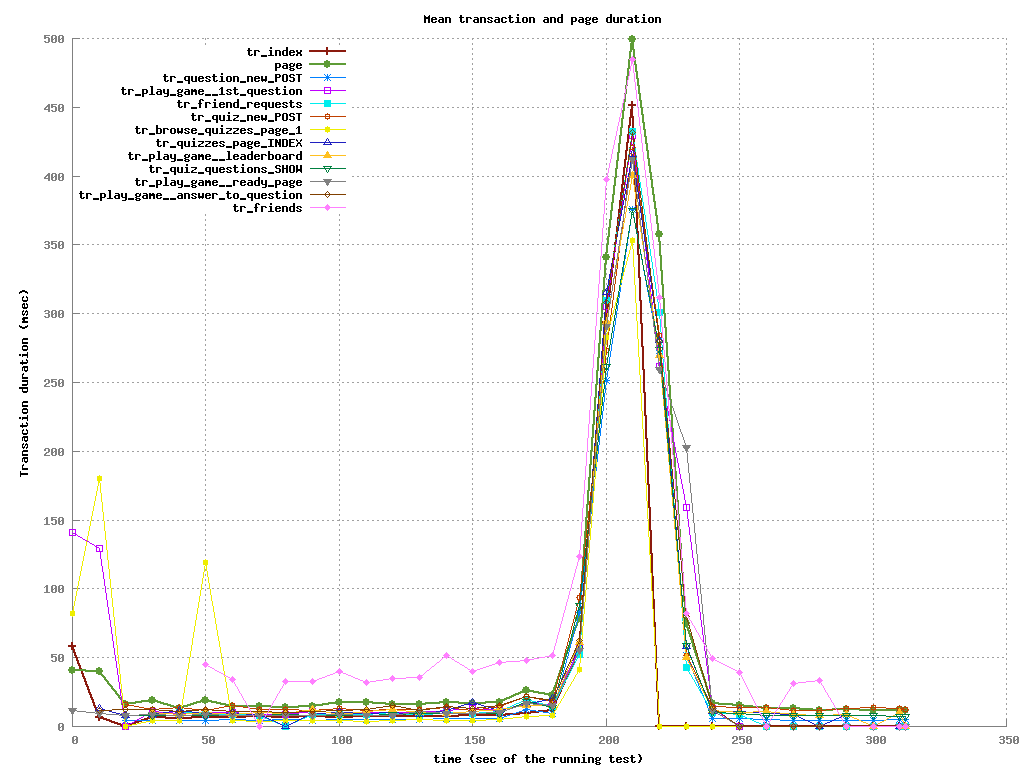 Mean transaction and page duration
tr_index
page
tr_question_new_POST
tr_play_game__1st_question
tr_friend_requests
tr_quiz_new_POST
tr_browse_quizzes_page_1
tr_quizzes_page_INDEX
tr_play_game__leaderboard
tr_quiz_questions_SHOW
tr_play_game__ready_page
tr_play_game__answer_to_question
tr_friends
Transaction duration (msec)
500
450
400
350
300
250
200
150
100
50
0
0 50 100 150 200 250 300 350
time (sec of the running test)